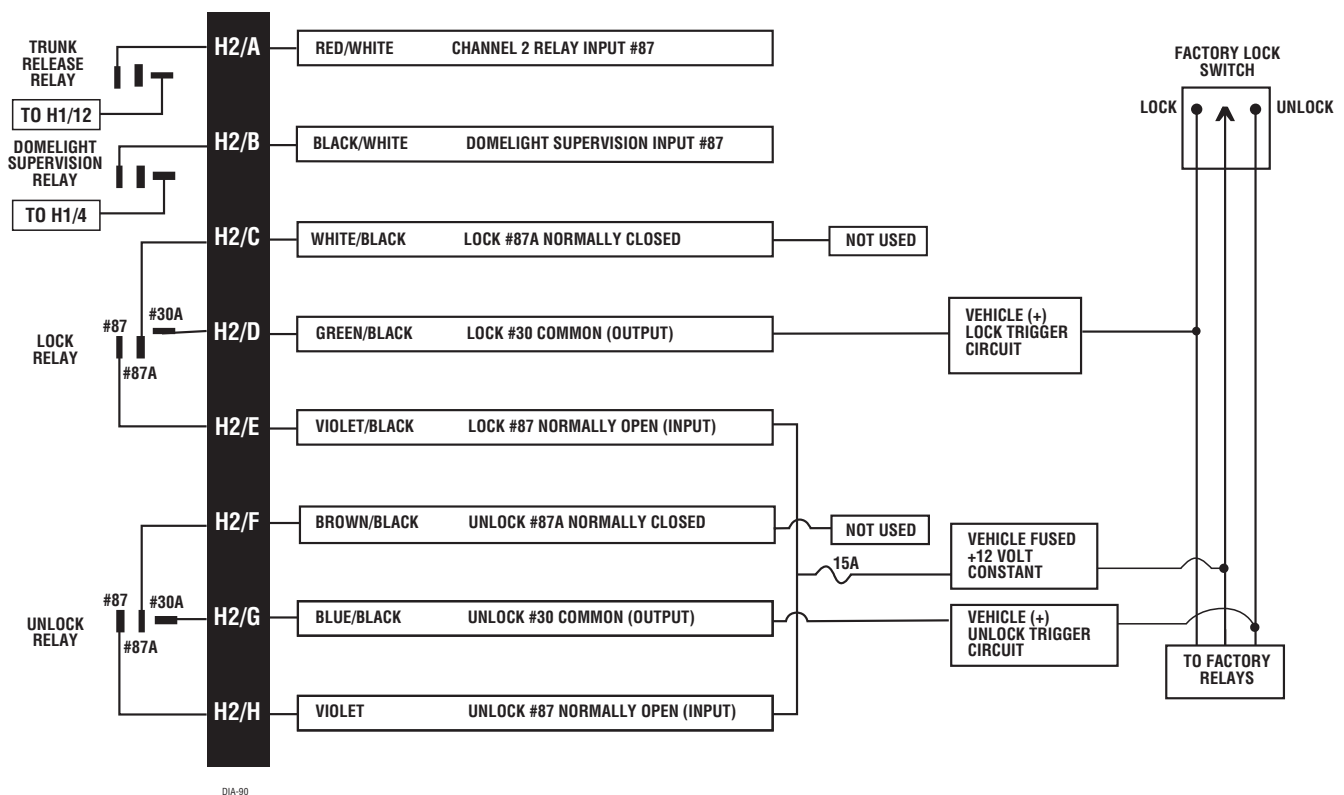 TRUNK
RELEASE
RELAY
TO H1/12
DOMELIGHT
SUPERVISION
RELAY
TO H1/4
H2/A
RED/WHITE CHANNEL 2 RELAY INPUT #87
H2/B
BLACK/WHITE DOMELIGHT SUPERVISION INPUT #87
H2/C
WHITE/BLACK LOCK #87A NORMALLY CLOSED
NOT USED
LOCK
RELAY
#87
#30A
#87A
H2/D
GREEN/BLACK LOCK #30 COMMON (OUTPUT)
VEHICLE (+)
LOCK TRIGGER
CIRCUIT
H2/E
VIOLET/BLACK LOCK #87 NORMALLY OPEN (INPUT)
H2/F
BROWN/BLACK UNLOCK #87A NORMALLY CLOSED
NOT USED
15A
VEHICLE FUSED
+12 VOLT
CONSTANT
UNLOCK
RELAY
#87
#30A
#87A
H2/G
BLUE/BLACK UNLOCK #30 COMMON (OUTPUT)
VEHICLE (+)
UNLOCK TRIGGER
CIRCUIT
H2/H
VIOLET UNLOCK #87 NORMALLY OPEN (INPUT)
FACTORY LOCK
SWITCH
LOCK
UNLOCK
TO FACTORY
RELAYS
DIA-90